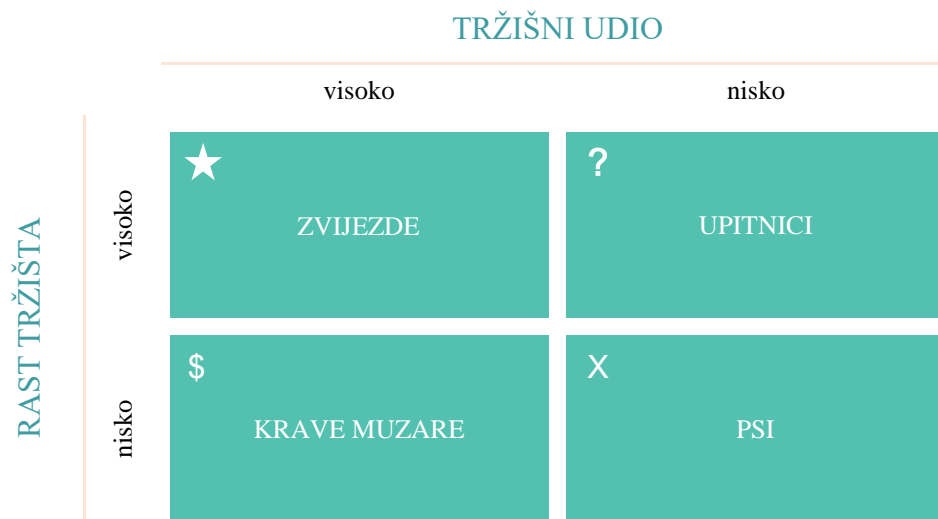 TRŽIŠNI UDIO
visoko
nisko
RAST TRŽIŠTA
visoko
ZVIJEZDE
?
UPITNICI
nisko
$
KRAVE MUZARE
X
PSI